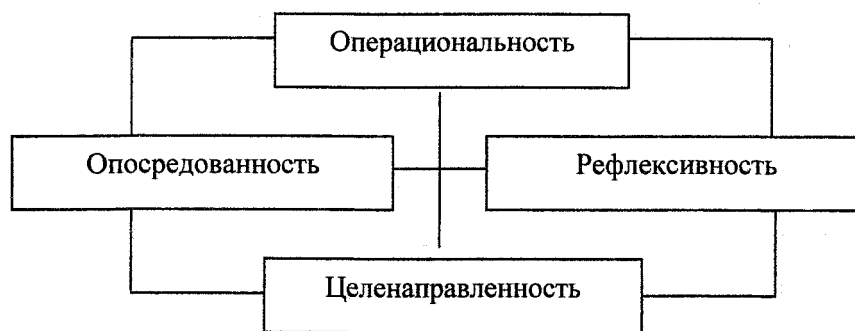 Операциональность
Опосредованность
Рефлексивность
Целенаправленность